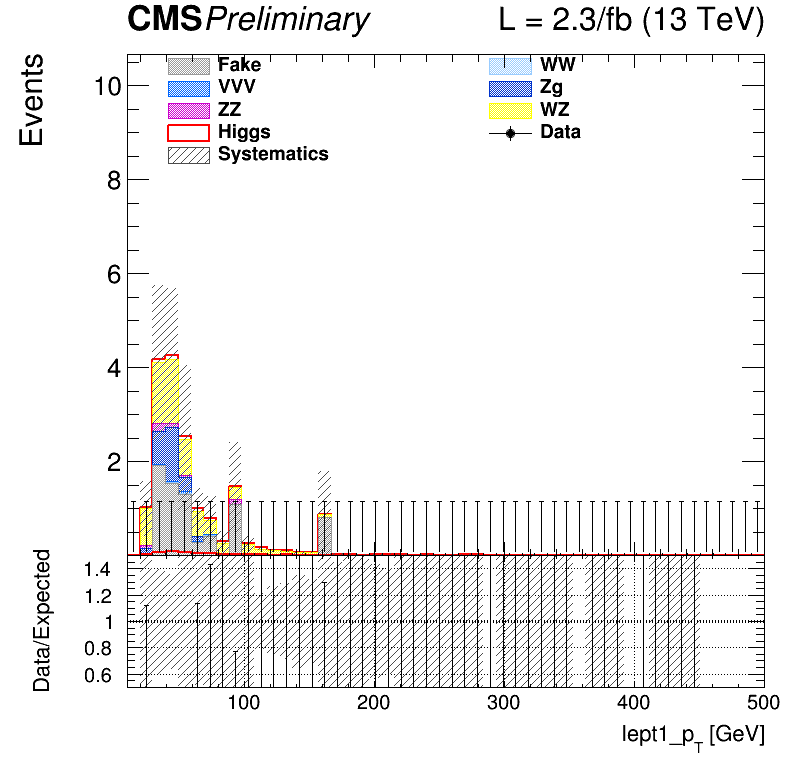 CMS Preliminary L = 2.3/fb (13 TeV)
Events
Fake WW
VVV Zg
ZZ WZ
Higgs Data
Systematics
10
8
6
4
2
Data/Expected
1.4
1.2
1
0.8
0.6
100 200 300 400 500
lept1_p_T [GeV]